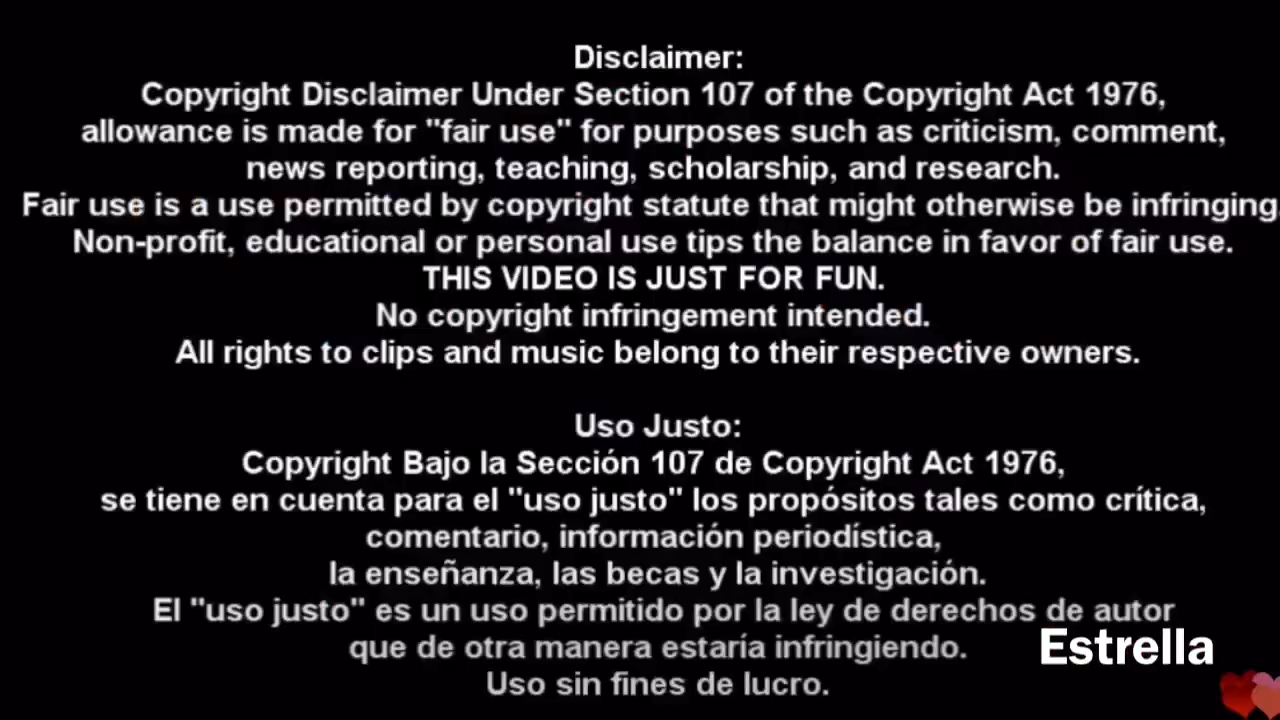 Disclaimer:
Copyright Disclaimer Under Section 107 of the Copyright Act 1976,
allowance is made for "fair use" for purposes such as criticism, comment,
news reporting, teaching, scholarship, and research.
Fair use is a use permitted by copyright statute that might otherwise be infringing
Non-profit, educational or personal use tips the balance in favor of fair use.
THIS VIDEO IS JUST FOR FUN.
No copyright infringement intended.
All rights to clips and music belong to their respective owners.
Uso Justo:
Copyright Bajo la Sección 107 de Copyright Act 1976,
se tiene en cuenta para el "uso justo" los propósitos tales como crítica,
comentario, información periodística,
la enseñanza, las becas y la investigación.
El "uso justo" es un uso permitido por la ley de derechos de autor
que de otra manera estaría infringiendo.
Uso sin fines de lucro.
Estrella